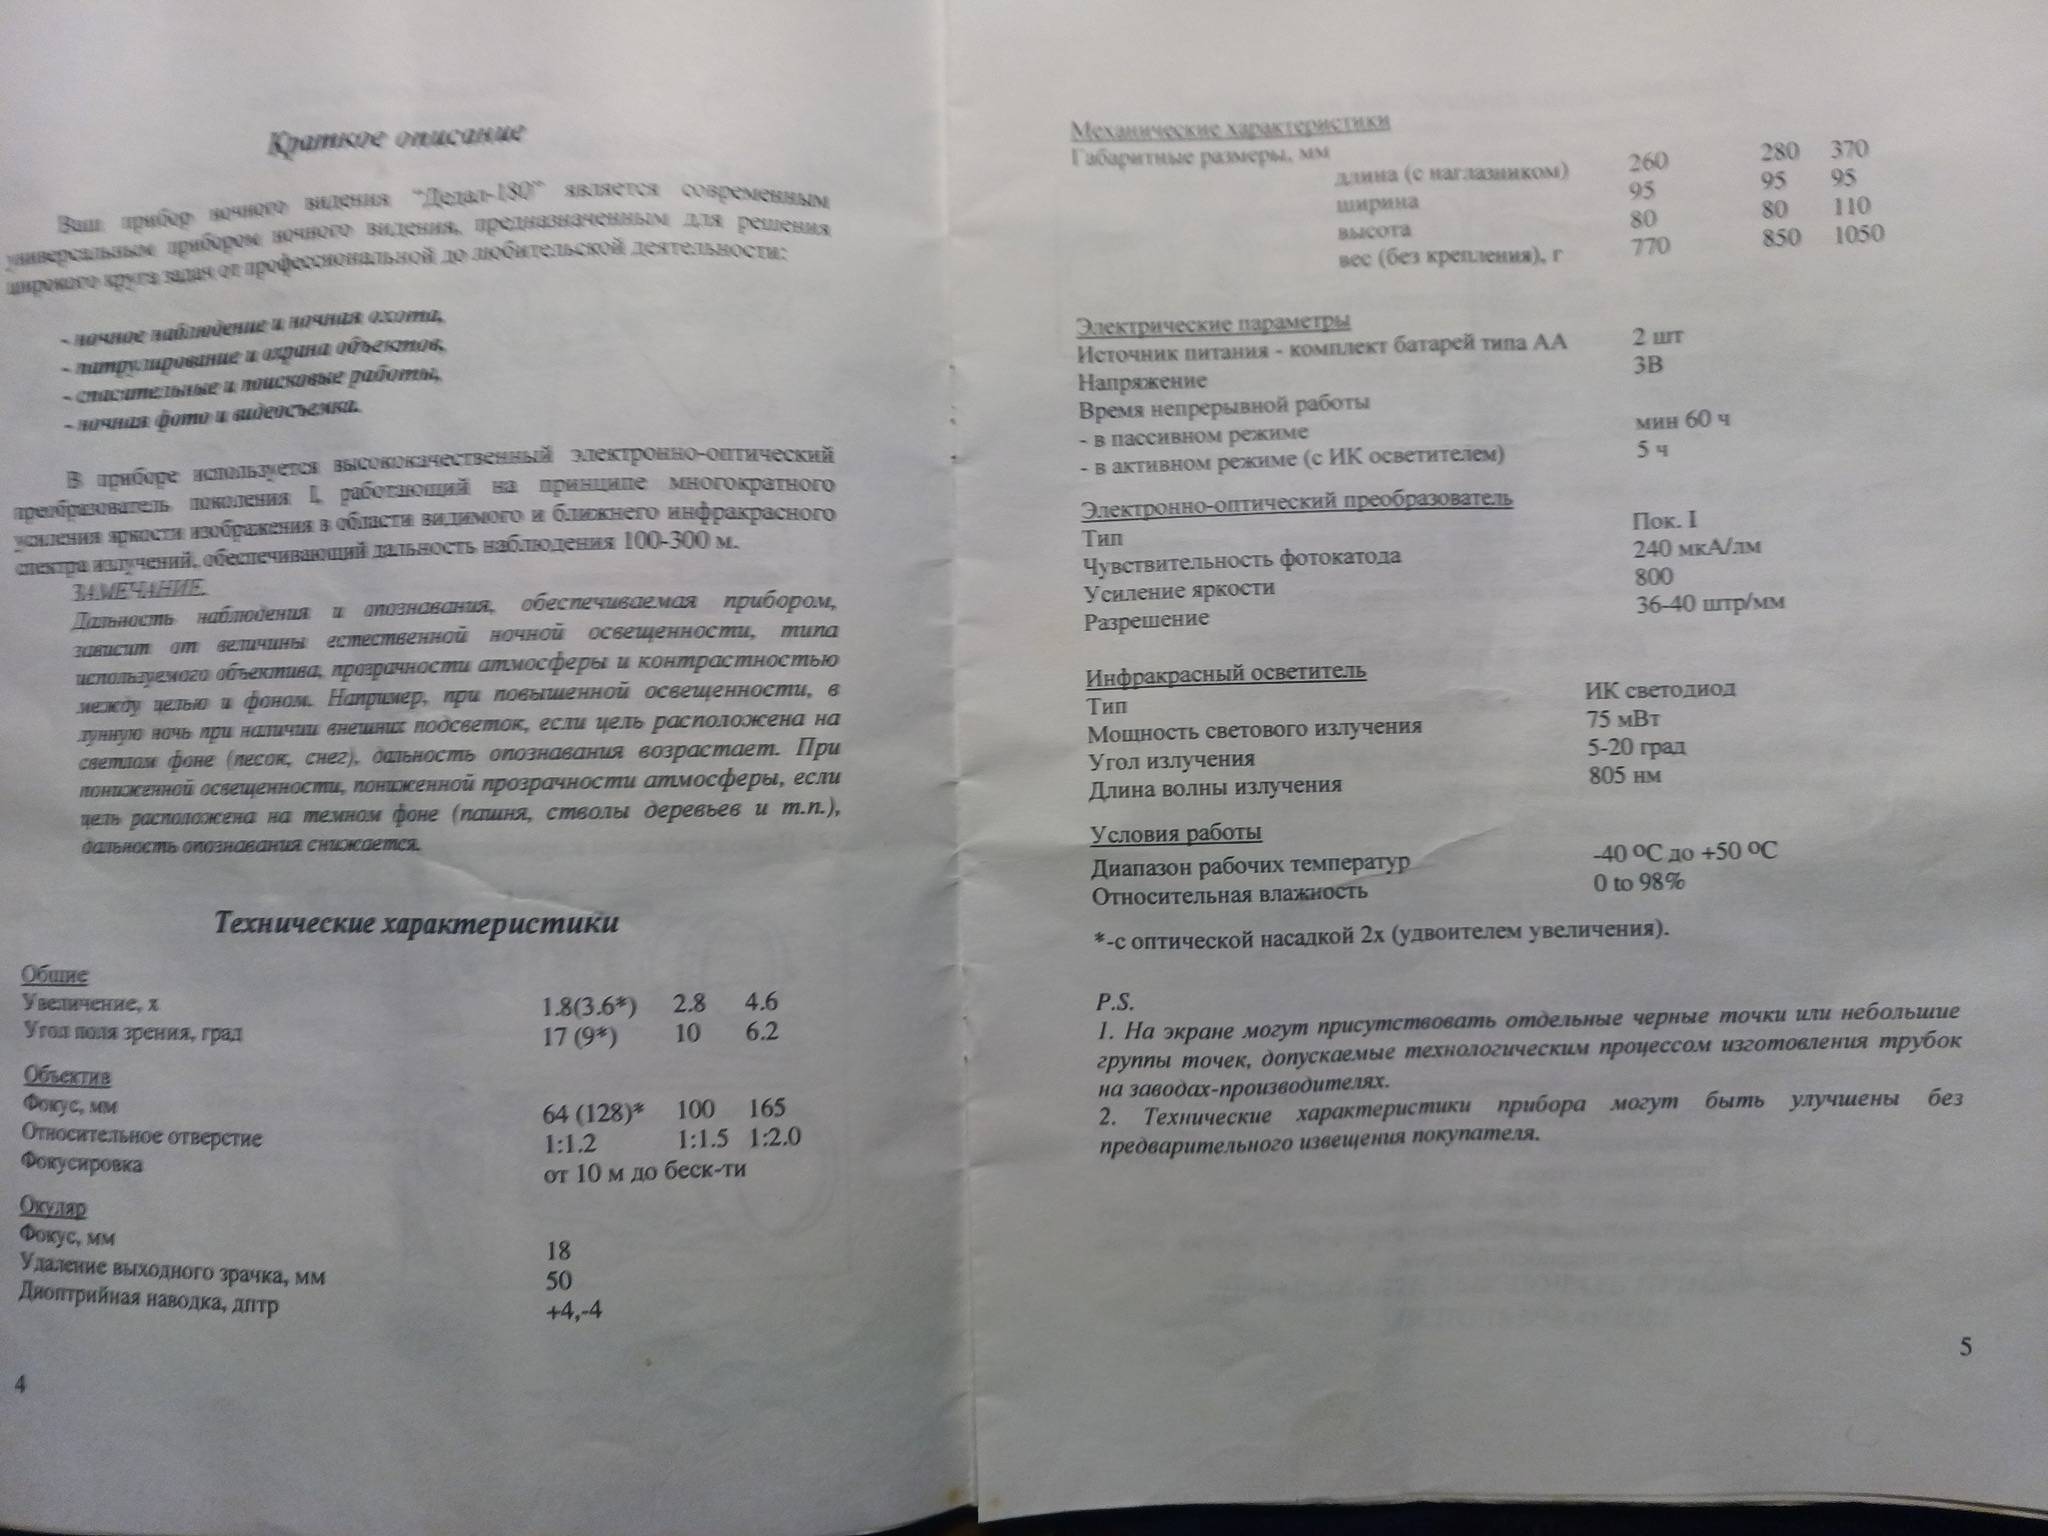 Краткое описание
Ваш прибор ночного видения "Дедал-180" является современным
универсальным прибором ночного видения, предназначенным для решения
широкого круга задач от профессиональной до любительской деятельности:
- ночное наблюдение и ночная охота,
- патрулирование и охрана объектов,
- спасательные и поисковые работы,
- ночная фото и видеосъемка.
В приборе используется высококачественный электронно-оптический
преобразователь поколения I, работающий на принципе многократного
усиления яркости изображения в области видимого и ближнего инфракрасного
спектра излучений, обеспечивающий дальность наблюдения 100-300 м.
ЗАМЕЧАНИЕ.
Дальность наблюдения и опознавания, обеспечиваемая прибором,
зависит от величины естественной ночной освещенности, типа
используемого объектива, прозрачности атмосферы и контрастностью
между целью и фоном. Например, при повышенной освещенности, в
лунную ночь при наличии внешних подсветок, если цель расположена на
светлом фоне (песок, снег), дальность опознавания возрастает. При
пониженной освещенности, пониженной прозрачности атмосферы, если
цель расположена на темном фоне (пашня, стволы деревьев и т.п.),
дальность опознавания снижается.
Технические характеристики
Общие
Увеличение, х 1.8(3.6*) 2.8 4.6
Угол поля зрения, град 17 (9*) 10 6.2
Объектив
Фокус, мм 64 (128)* 100 165
Относительное отверстие 1:1.2 1:1.5 1:2.0
Фокусировка от 10 м до беск-ти
Окуляр
Фокус, мм 18
Удаление выходного зрачка, мм 50
Диоптрийная наводка, дптр +4,-4
4
Механические характеристики
Габаритные размеры, мм
длина (с наглазником) 260 280 370
ширина 95 95 95
высота 80 80 110
вес (без крепления), г 770 850 1050
Электрические параметры
Источник питания - комплект батарей типа АА 2 шт
Напряжение 3В
Время непрерывной работы
- в пассивном режиме мин 60 ч
- в активном режиме (с ИК осветителем) 5 ч
Электронно-оптический преобразователь
Тип Пок. I
Чувствительность фотокатода 240 мкА/лм
Усиление яркости 800
Разрешение 36-40 штр/мм
Инфракрасный осветитель
Тип ИК светодиод
Мощность светового излучения 75 мВт
Угол излучения 5-20 град
Длина волны излучения 805 нм
Условия работы
Диапазон рабочих температур -40 ºС до +50 ºС
Относительная влажность 0 to 98%
*-с оптической насадкой 2х (удвоителем увеличения).
P.S.
1. На экране могут присутствовать отдельные черные точки или небольшие
группы точек, допускаемые технологическим процессом изготовления трубок
на заводах-производителях.
2. Технические характеристики прибора могут быть улучшены без
предварительного извещения покупателя.
5